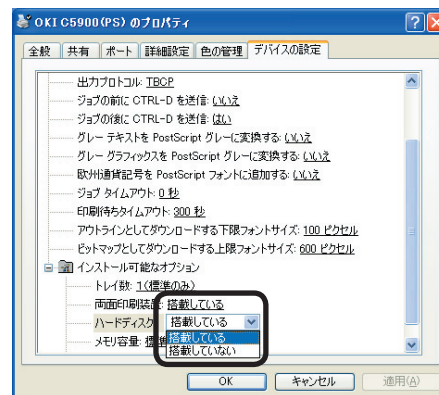 OKI C5900(PS) のプロパティ
全般 共有 ポート 詳細設定 色の管理 デバイスの設定
出力プロトコル: TBCP
ジョブの前に CTRL-D を送信: いいえ
ジョブの後に CTRL-D を送信: はい
グレー テキストを PostScript グレーに変換する: いいえ
グレー グラフィックスを PostScript グレーに変換する: いいえ
欧州通貨記号を PostScript フォントに追加する: いいえ
ジョブ タイムアウト: 0 秒
印刷待ちタイムアウト: 300 秒
アウトラインとしてダウンロードする下限フォントサイズ: 100 ピクセル
ビットマップとしてダウンロードする上限フォントサイズ: 600 ピクセル
インストール可能なオプション
トレイ数: 1(標準のみ)
両面印刷装置: 搭載している
ハードディスク: 搭載している
搭載している
メモリ容量: 標準
搭載していない
OK キャンセル 適用(A)